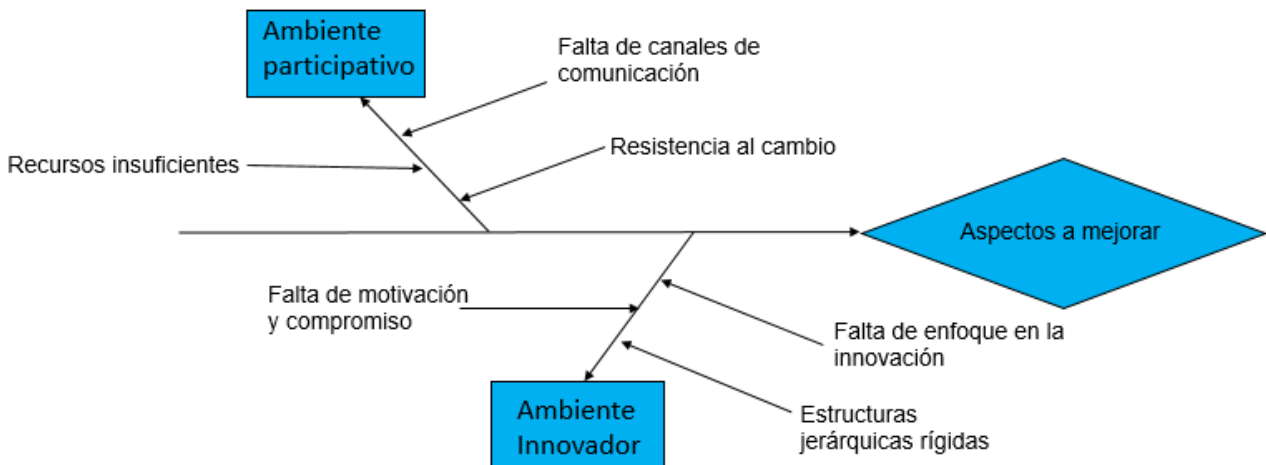 Ambiente
participativo
Falta de canales de
comunicación
Recursos insuficientes
Resistencia al cambio
Aspectos a mejorar
Falta de motivación
y compromiso
Falta de enfoque en la
innovación
Ambiente
Innovador
Estructuras
jerárquicas rígidas